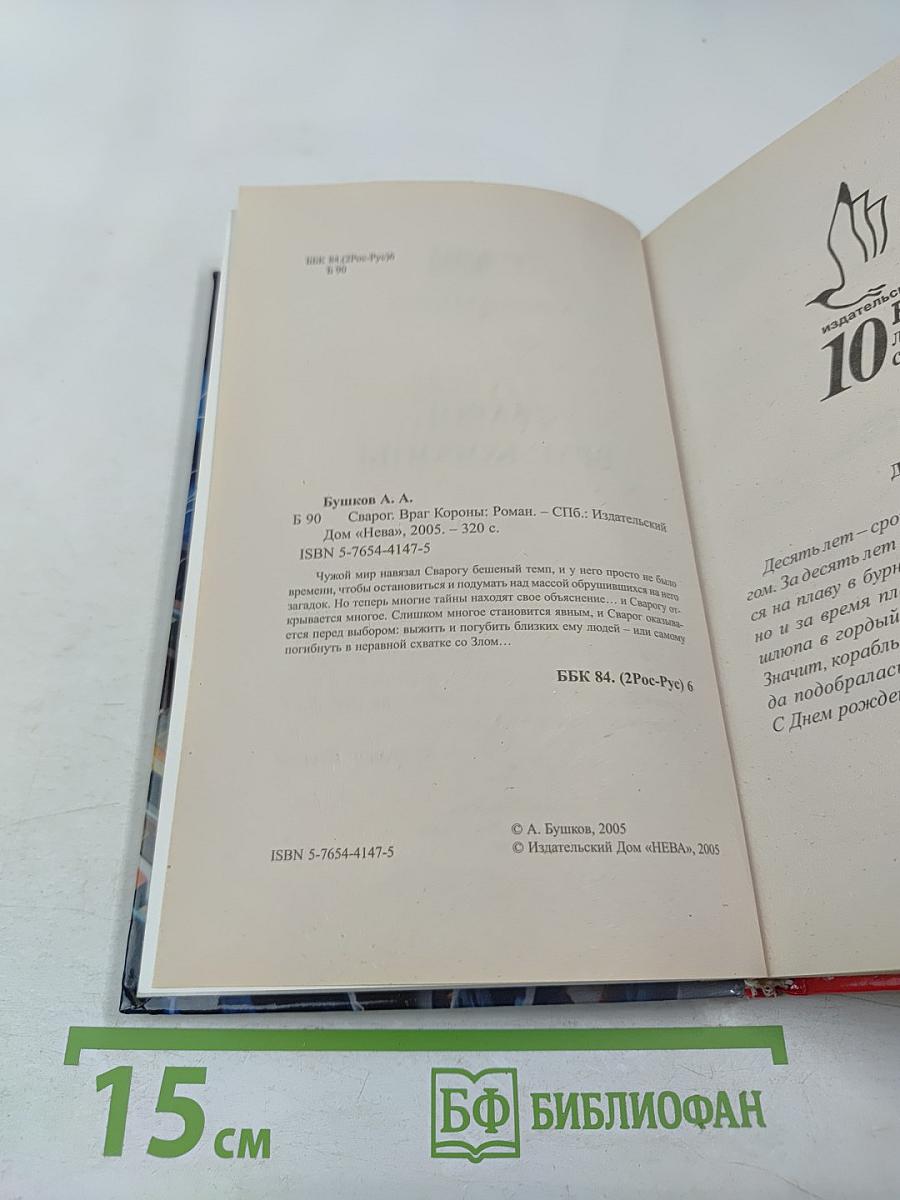 ББК 84.(2Рос-Рус)6
Б 90
Бушков А. А.
Б 90 Сварог. Враг Короны: Роман. – СПб.: Издательский
Дом «Нева», 2005. – 320 с.
ISBN 5-7654-4147-5
Чужой мир навязал Сварогу бешеный темп, и у него просто не было
времени, чтобы остановиться и подумать над массой обрушившихся на него
загадок. Но теперь многие тайны находят свое объяснение… и Сварогу от-
крывается многое. Слишком многое становится явным, и Сварог оказыва-
ется перед выбором: выжить и погубить близких ему людей – или самому
погибнуть в неравной схватке со Злом…
ББК 84. (2Рос-Рус) 6
© А. Бушков, 2005
ISBN 5-7654-4147-5 © Издательский Дом «НЕВА», 2005
издательск
10
Десять лет – сро
гом. За десять лет
ся на плаву в бурн
но и за время пл
шлюпа в гордый
Значит, корабль
да подобралась
С Днем рожде
15 см
БФ БИБЛИОФАН